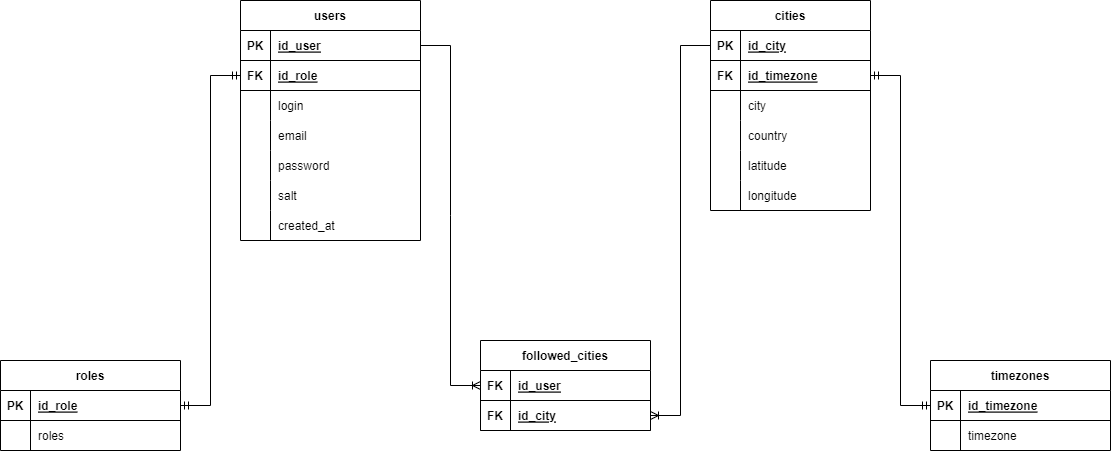 users
PK id_user
FK id_role
login
email
password
salt
created_at
cities
PK id_city
FK id_timezone
city
country
latitude
longitude
followed_cities
FK id_user
FK id_city
roles
PK id_role
roles
timezones
PK id_timezone
timezone